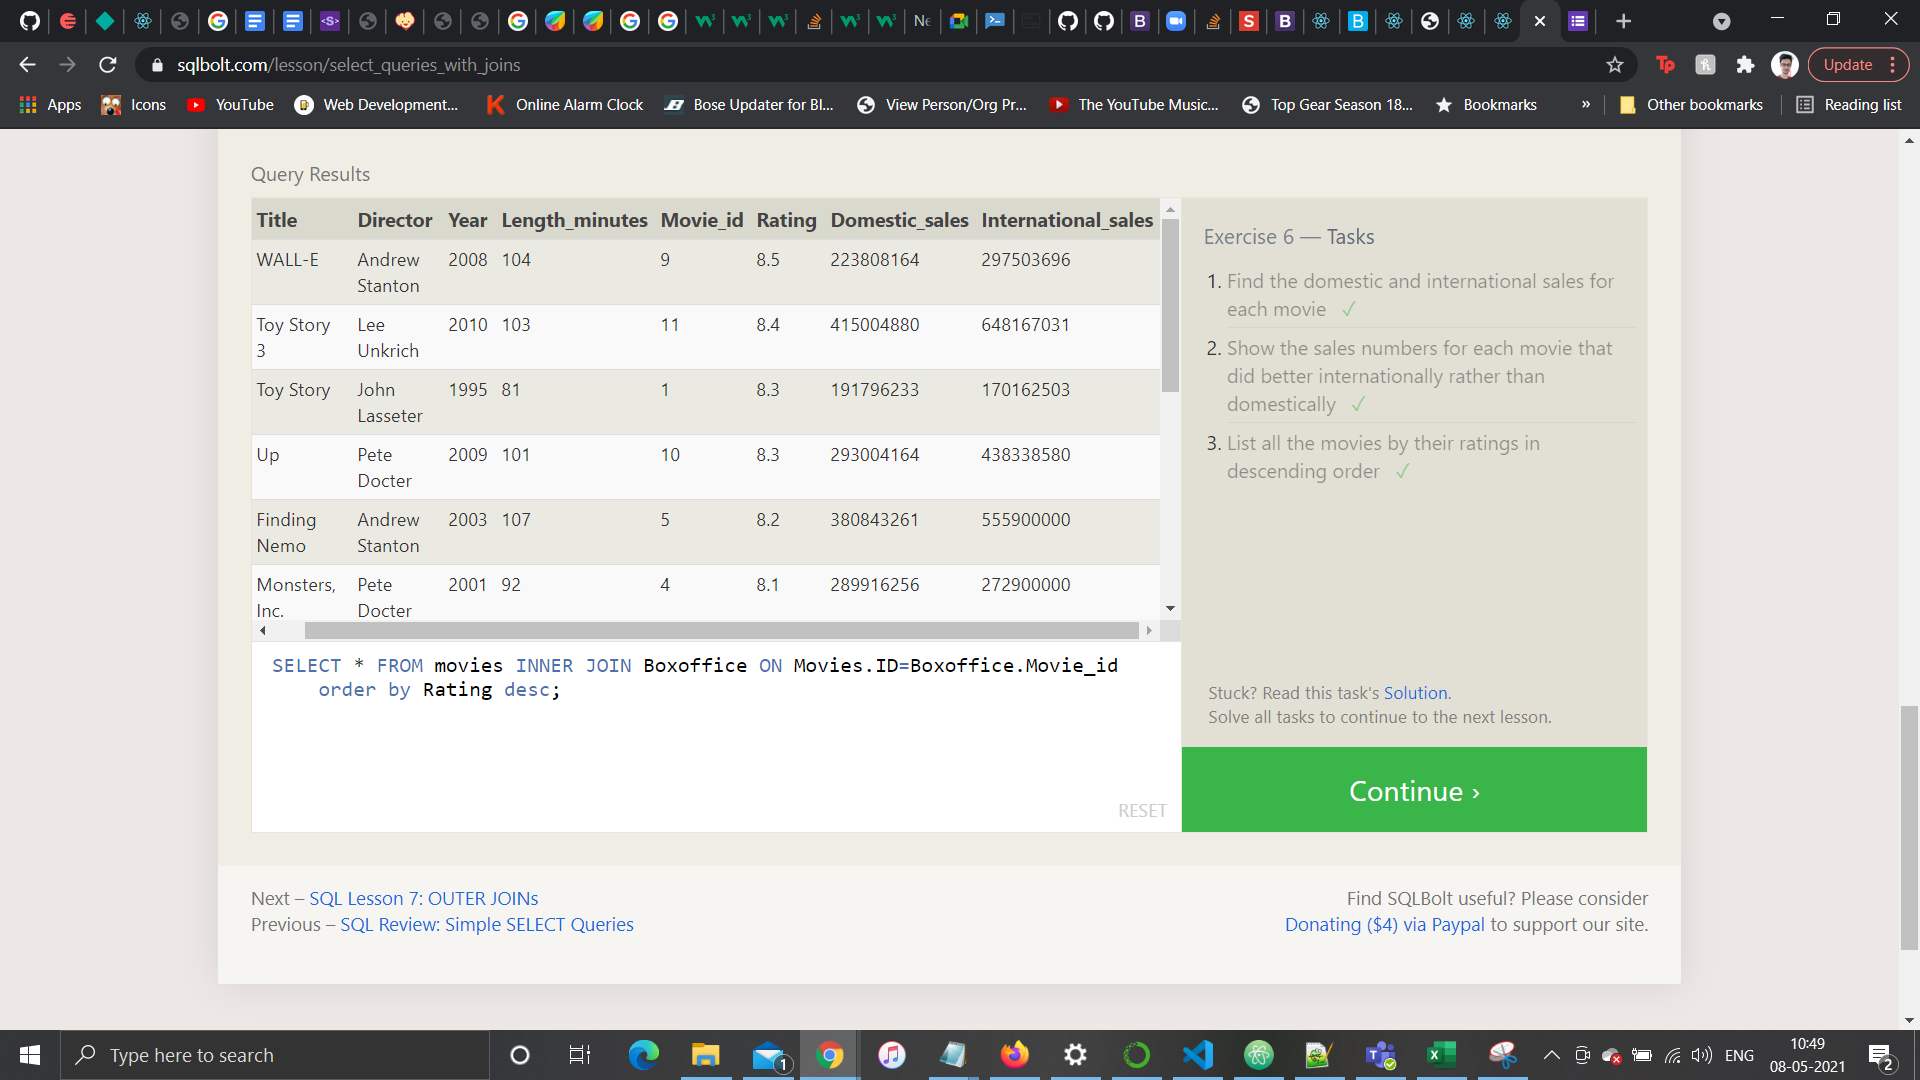 sqlbolt.com/lesson/select_queries_with_joins
Update
Apps
Icons
YouTube
Web Development...
Online Alarm Clock
Bose Updater for Bl...
View Person/Org Pr...
The YouTube Music...
Top Gear Season 18...
Bookmarks
»
Other bookmarks
Reading list
Query Results
Title Director Year Length_minutes Movie_id Rating Domestic_sales International_sales
WALL-E Andrew Stanton 2008 104 9 8.5 223808164 297503696
Toy Story 3 Lee Unkrich 2010 103 11 8.4 415004880 648167031
Toy Story John Lasseter 1995 81 1 8.3 191796233 170162503
Up Pete Docter 2009 101 10 8.3 293004164 438338580
Finding Nemo Andrew Stanton 2003 107 5 8.2 380843261 555900000
Monsters, Inc. Pete Docter 2001 92 4 8.1 289916256 272900000
SELECT * FROM movies INNER JOIN Boxoffice ON Movies.ID=Boxoffice.Movie_id
order by Rating desc;
RESET
Exercise 6 — Tasks
1. Find the domestic and international sales for
each movie ✓
2. Show the sales numbers for each movie that
did better internationally rather than
domestically ✓
3. List all the movies by their ratings in
descending order ✓
Stuck? Read this task's Solution.
Solve all tasks to continue to the next lesson.
Continue ›
Next – SQL Lesson 7: OUTER JOINs
Previous – SQL Review: Simple SELECT Queries
Find SQLBolt useful? Please consider
Donating ($4) via Paypal to support our site.
Type here to search
1
ENG
10:49
08-05-2021
2